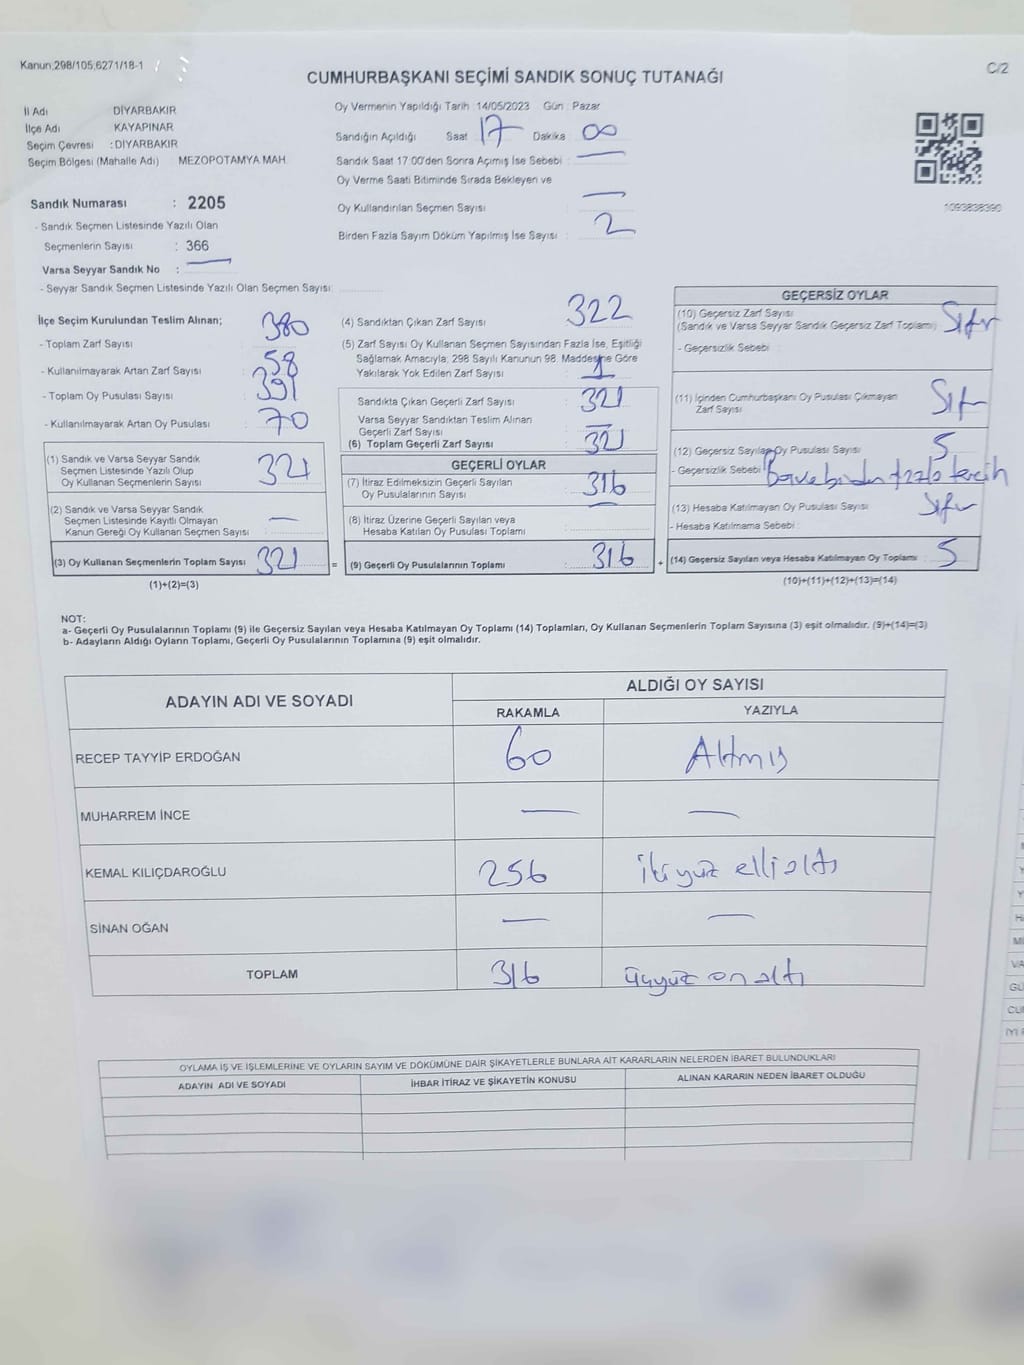 Kanun;298/105,6271/18-1
C/2
CUMHURBAŞKANI SEÇİMİ SANDIK SONUÇ TUTANAĞI
İl Adı DİYARBAKIR
İlçe Adı KAYAPINAR
Seçim Çevresi : DİYARBAKIR
Seçim Bölgesi (Mahalle Adı) MEZOPOTAMYA MAH
Oy Vermenin Yapıldığı Tarih : 14/05/2023 Gün : Pazar
Sandığın Açıldığı Saat 17 Dakika 00
Sandık Saat 17:00'den Sonra Açımış İse Sebebi : —
Oy Verme Saati Bitiminde Sırada Bekleyen ve
Oy Kullandırılan Seçmen Sayısı —
Birden Fazla Sayım Döküm Yapılmış İse Sayısı : 2
1093838390
Sandık Numarası : 2205
- Sandık Seçmen Listesinde Yazılı Olan
Seçmenlerin Sayısı : 366
Varsa Seyyar Sandık No : —
- Seyyar Sandık Seçmen Listesinde Yazılı Olan Seçmen Sayısı:
İlçe Seçim Kurulundan Teslim Alınan;
- Toplam Zarf Sayısı 380
- Kullanılmayarak Artan Zarf Sayısı : 58
- Toplam Oy Pusulası Sayısı : 391
- Kullanılmayarak Artan Oy Pusulası : 70
(1) Sandık ve Varsa Seyyar Sandık
Seçmen Listesinde Yazılı Olup
Oy Kullanan Seçmenlerin Sayısı 321
(2) Sandık ve Varsa Seyyar Sandık
Seçmen Listesinde Kayıtlı Olmayan
Kanun Gereği Oy Kullanan Seçmen Sayısı : —
(3) Oy Kullanan Seçmenlerin Toplam Sayısı 321
(1)+(2)=(3)
=
(4) Sandıktan Çıkan Zarf Sayısı 322
(5) Zarf Sayısı Oy Kullanan Seçmen Sayısından Fazla İse, Eşitliği
Sağlamak Amacıyla, 298 Sayılı Kanunun 98. Maddesine Göre
Yakılarak Yok Edilen Zarf Sayısı : 1
Sandıkta Çıkan Geçerli Zarf Sayısı : 321
Varsa Seyyar Sandıktan Teslim Alınan
Geçerli Zarf Sayısı : —
(6) Toplam Geçerli Zarf Sayısı 321
GEÇERLİ OYLAR
(7) İtiraz Edilmeksizin Geçerli Sayılan
Oy Pusulalarının Sayısı : 316
(8) İtiraz Üzerine Geçerli Sayılan veya
Hesaba Katılan Oy Pusulası Toplamı
(9) Geçerli Oy Pusulalarının Toplamı : 316
+
GEÇERSİZ OYLAR
(10) Geçersiz Zarf Sayısı
(Sandık ve Varsa Seyyar Sandık Geçersiz Zarf Toplamı) : Sıfır
- Geçersizlik Sebebi :
(11) İçinden Cumhurbaşkanı Oy Pusulası Çıkmayan
Zarf Sayısı Sıfır
(12) Geçersiz Sayılan Oy Pusulası Sayısı 5
- Geçersizlik Sebebi : fazla tercih
(13) Hesaba Katılmayan Oy Pusulası Sayısı Sıfır
- Hesaba Katılmama Sebebi :
(14) Geçersiz Sayılan veya Hesaba Katılmayan Oy Toplamı : 5
(10)+(11)+(12)+(13)=(14)
NOT:
a- Geçerli Oy Pusulalarının Toplamı (9) ile Geçersiz Sayılan veya Hesaba Katılmayan Oy Toplamı (14) Toplamları, Oy Kullanan Seçmenlerin Toplam Sayısına (3) eşit olmalıdır. (9)+(14)=(3)
b- Adayların Aldığı Oyların Toplamı, Geçerli Oy Pusulalarının Toplamına (9) eşit olmalıdır.
ADAYIN ADI VE SOYADI ALDIĞI OY SAYISI
RAKAMLA YAZIYLA
RECEP TAYYİP ERDOĞAN 60 Altmış
MUHARREM İNCE — —
KEMAL KILIÇDAROĞLU 256 ikiyüz elli altı
SİNAN OĞAN — —
TOPLAM 316 üçyüz on altı
OYLAMA İŞ VE İŞLEMLERİNE VE OYLARIN SAYIM VE DÖKÜMÜNE DAİR ŞİKAYETLERLE BUNLARA AİT KARARLARIN NELERDEN İBARET BULUNDUKLARI
ADAYIN ADI VE SOYADI İHBAR İTİRAZ VE ŞİKAYETİN KONUSU ALINAN KARARIN NEDEN İBARET OLDUĞU